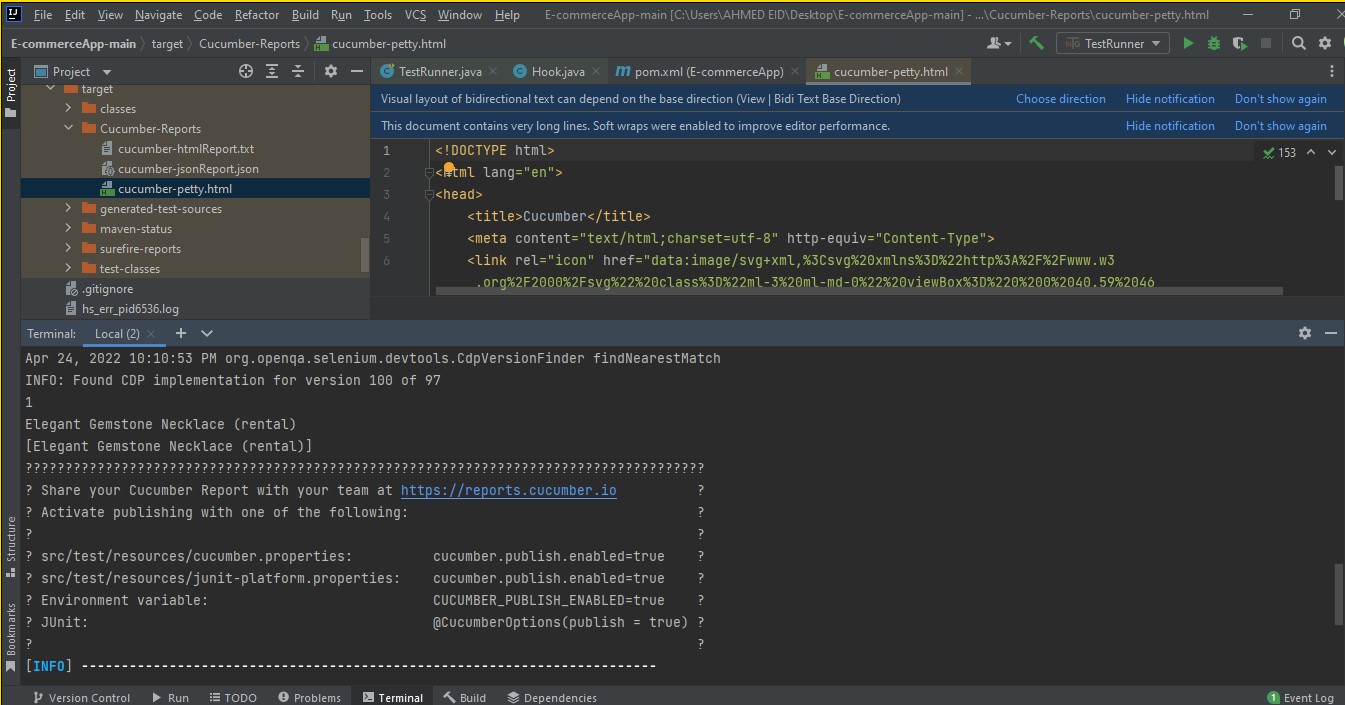 File Edit View Navigate Code Refactor Build Run Tools VCS Window Help E-commerceApp-main [C:\Users\AHMED EID\Desktop\E-commerceApp-main] - ...\Cucumber-Reports\cucumber-petty.html
E-commerceApp-main target Cucumber-Reports cucumber-petty.html TestRunner
Project
Project
target
classes
Cucumber-Reports
cucumber-htmlReport.txt
cucumber-jsonReport.json
cucumber-petty.html
generated-test-sources
maven-status
surefire-reports
test-classes
.gitignore
hs_err_pid6536.log
TestRunner.java Hook.java pom.xml (E-commerceApp) cucumber-petty.html
Visual layout of bidirectional text can depend on the base direction (View | Bidi Text Base Direction) Choose direction Hide notification Don't show again
This document contains very long lines. Soft wraps were enabled to improve editor performance. Hide notification Don't show again
1 <!DOCTYPE html> 153
2 <html lang="en">
3 <head>
4 <title>Cucumber</title>
5 <meta content="text/html;charset=utf-8" http-equiv="Content-Type">
6 <link rel="icon" href="data:image/svg+xml,%3Csvg%20xmlns%3D%22http%3A%2F%2Fwww.w3
.org%2F2000%2Fsvg%22%20class%3D%22ml-3%20ml-md-0%22%20viewBox%3D%220%200%2040.59%2046
Terminal: Local (2)
Apr 24, 2022 10:10:53 PM org.openqa.selenium.devtools.CdpVersionFinder findNearestMatch
INFO: Found CDP implementation for version 100 of 97
1
Elegant Gemstone Necklace (rental)
[Elegant Gemstone Necklace (rental)]
?????????????????????????????????????????????????????????????????????????????????????
? Share your Cucumber Report with your team at https://reports.cucumber.io ?
? Activate publishing with one of the following: ?
? ?
? src/test/resources/cucumber.properties: cucumber.publish.enabled=true ?
? src/test/resources/junit-platform.properties: cucumber.publish.enabled=true ?
? Environment variable: CUCUMBER_PUBLISH_ENABLED=true ?
? JUnit: @CucumberOptions(publish = true) ?
? ?
[INFO] ------------------------------------------------------------------------
Structure
Bookmarks
Version Control Run TODO Problems Terminal Build Dependencies 1 Event Log